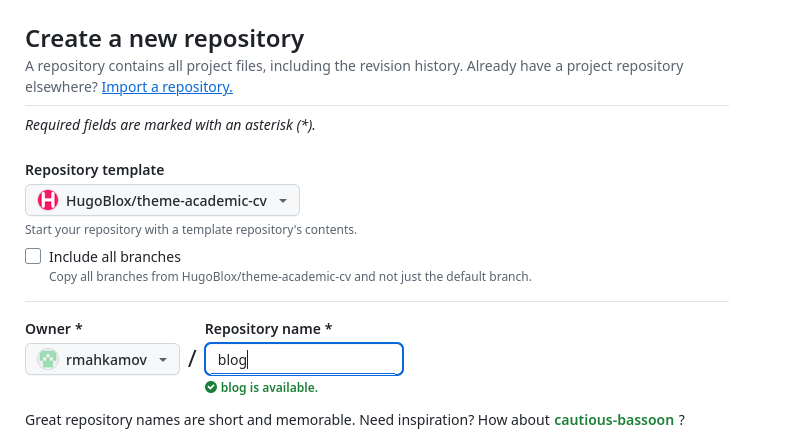 Create a new repository
A repository contains all project files, including the revision history. Already have a project repository
elsewhere? Import a repository.
Required fields are marked with an asterisk (*).
Repository template
HugoBlox/theme-academic-cv
Start your repository with a template repository's contents.
Include all branches
Copy all branches from HugoBlox/theme-academic-cv and not just the default branch.
Owner * Repository name *
rmahkamov / blog
blog is available.
Great repository names are short and memorable. Need inspiration? How about cautious-bassoon ?